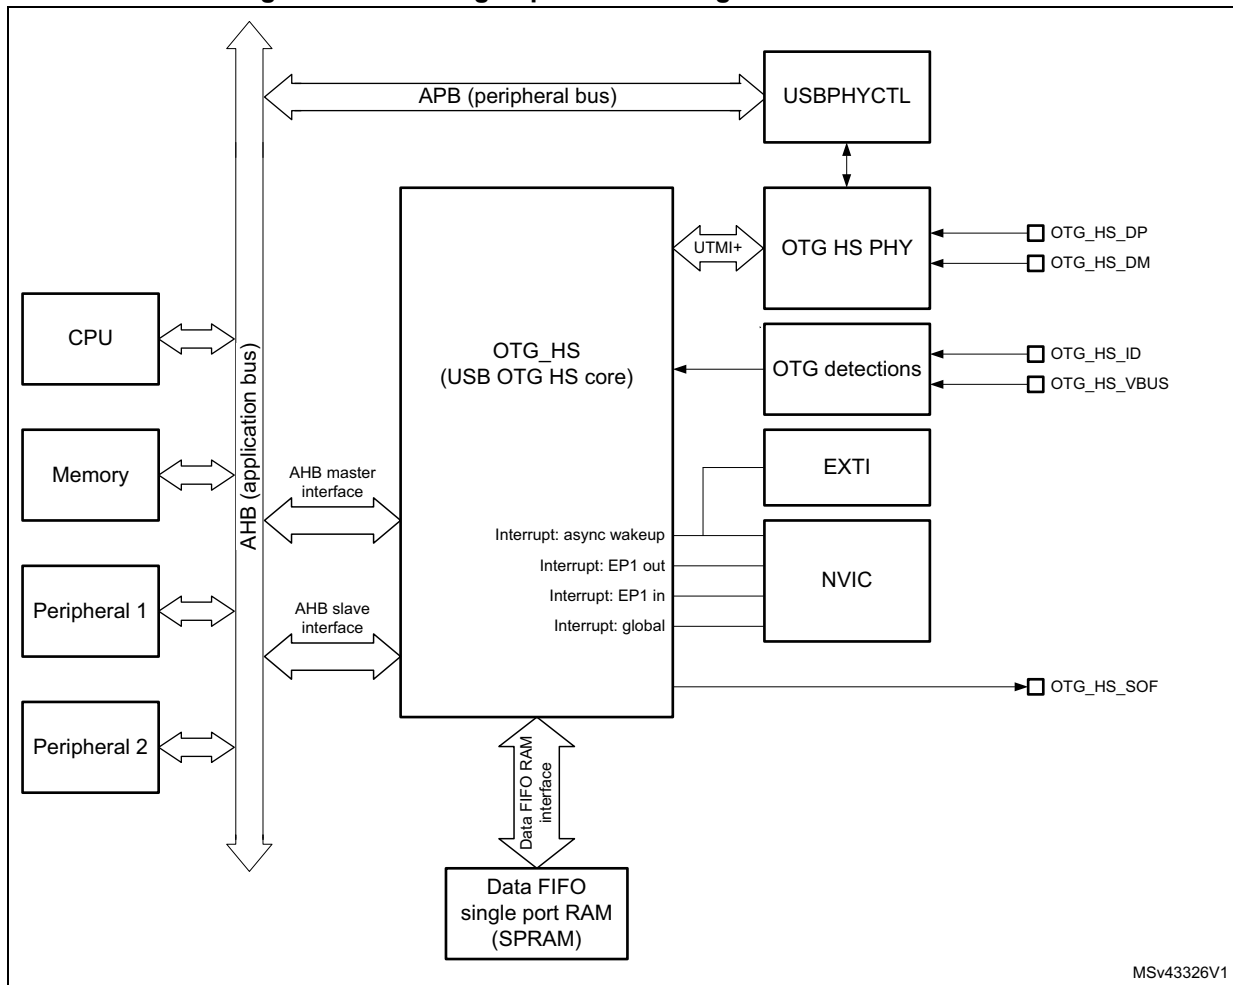 APB (peripheral bus)
USBPHYCTL
UTMI+
OTG HS PHY
OTG_HS_DP
OTG_HS_DM
CPU
OTG_HS
(USB OTG HS core)
OTG detections
OTG_HS_ID
OTG_HS_VBUS
AHB (application bus)
Memory
AHB master
interface
EXTI
Interrupt: async wakeup
Interrupt: EP1 out
Interrupt: EP1 in
Interrupt: global
NVIC
Peripheral 1
AHB slave
interface
OTG_HS_SOF
Peripheral 2
Data FIFO RAM
interface
Data FIFO
single port RAM
(SPRAM)
MSv43326V1